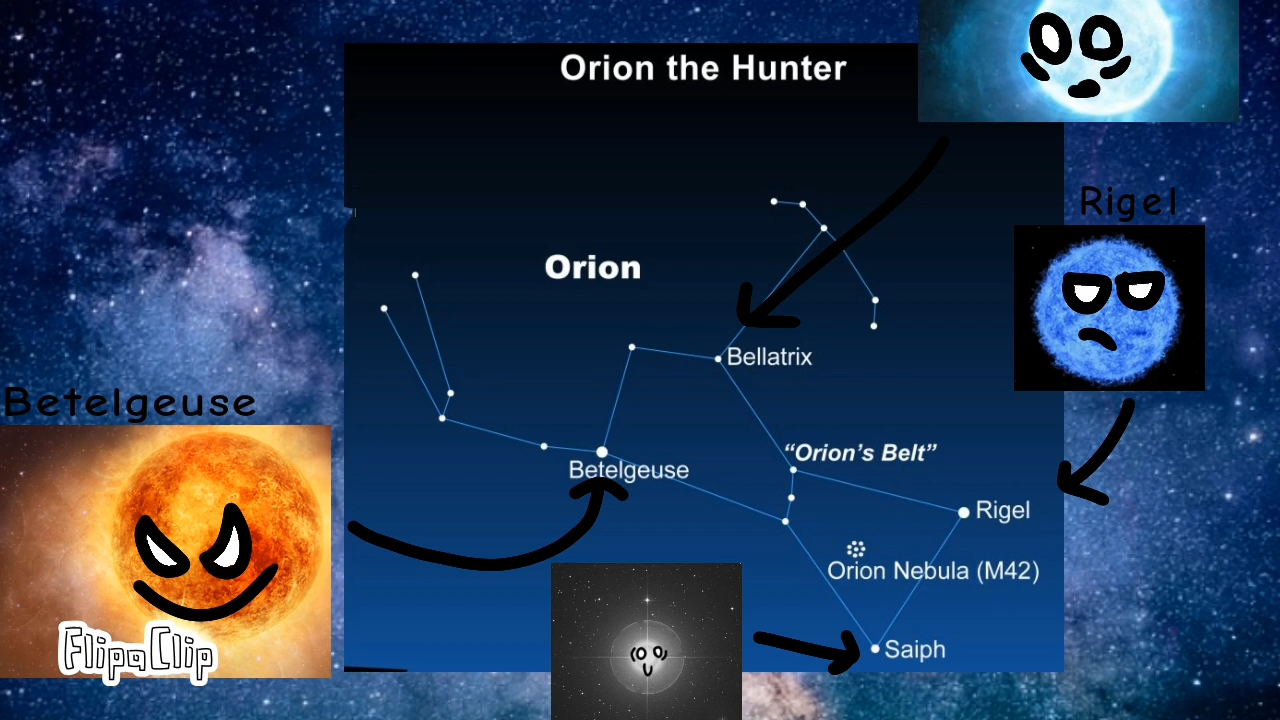 Orion the Hunter
Rigel
Orion
Bellatrix
Betelgeuse
“Orion’s Belt”
Betelgeuse
Rigel
Orion Nebula (M42)
FlipaClip
Saiph